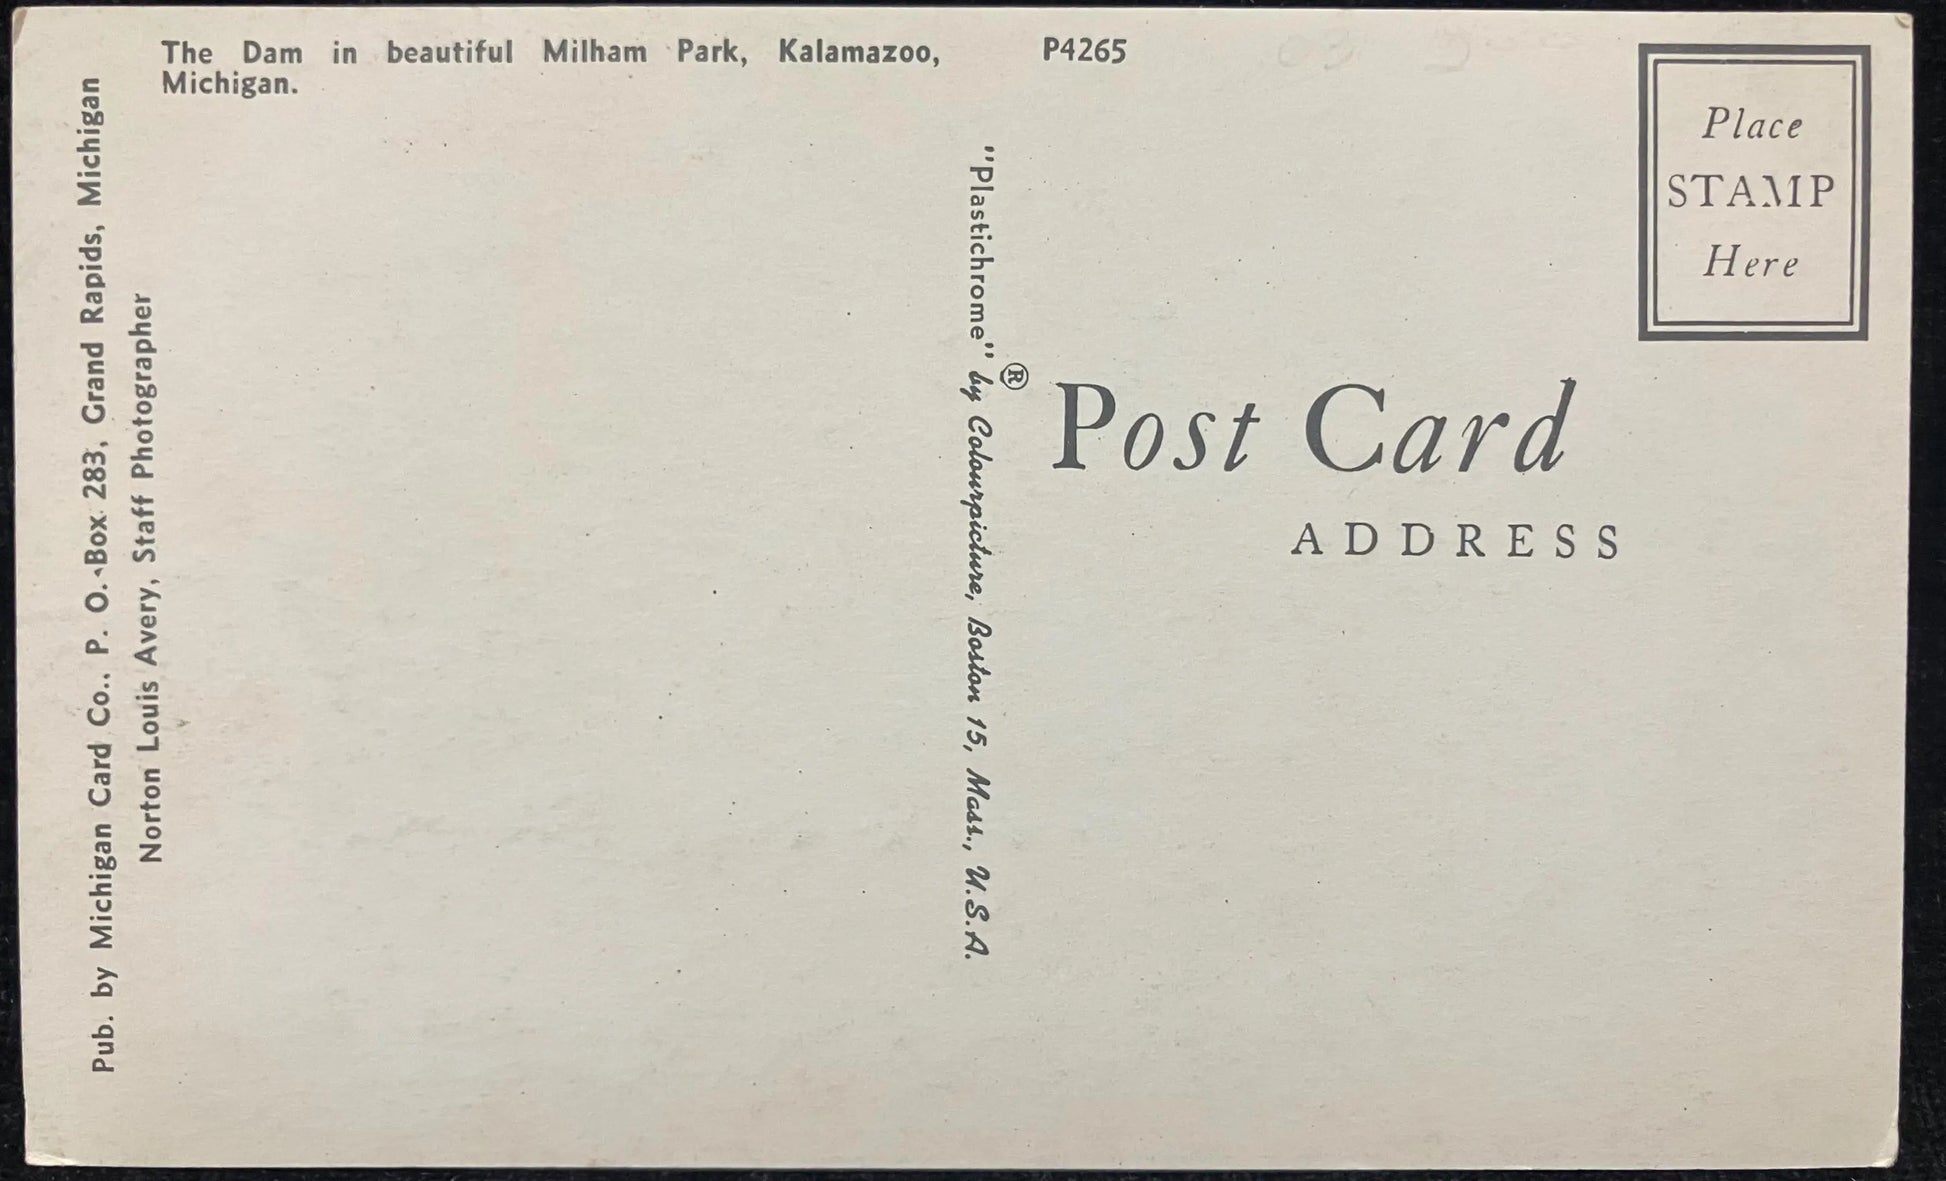 The Dam in beautiful Milham Park, Kalamazoo,
Michigan.
P4265
Place
STAMP
Here
Pub. by Michigan Card Co.. P. O. Box 283, Grand Rapids, Michigan
Norton Louis Avery, Staff Photographer
"Plastichrome" ® by Colourpicture, Boston 15, Mass., U.S.A.
Post Card
ADDRESS